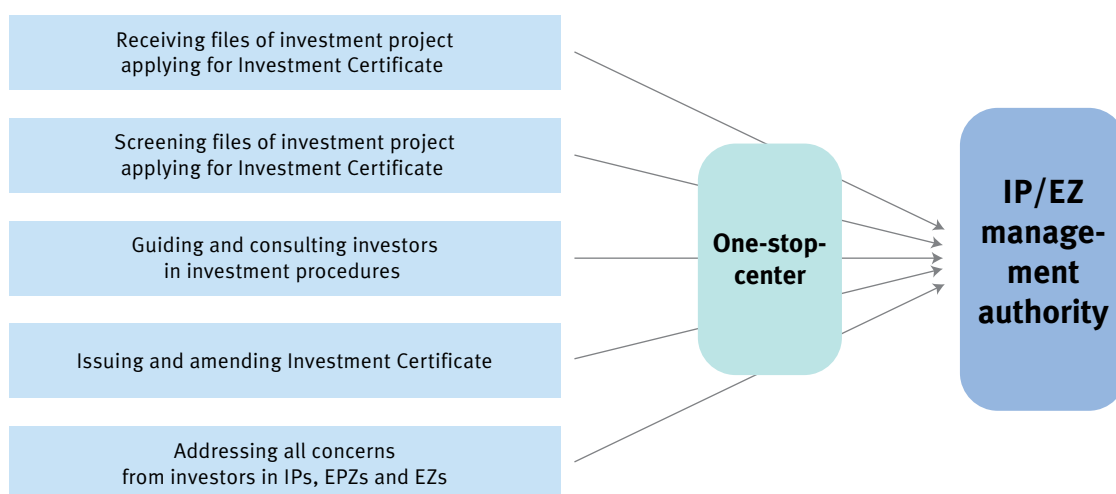 Receiving files of investment project
applying for Investment Certificate
Screening files of investment project
applying for Investment Certificate
Guiding and consulting investors
in investment procedures
Issuing and amending Investment Certificate
Addressing all concerns
from investors in IPs, EPZs and EZs
One-stop-
center
IP/EZ
manage-
ment
authority